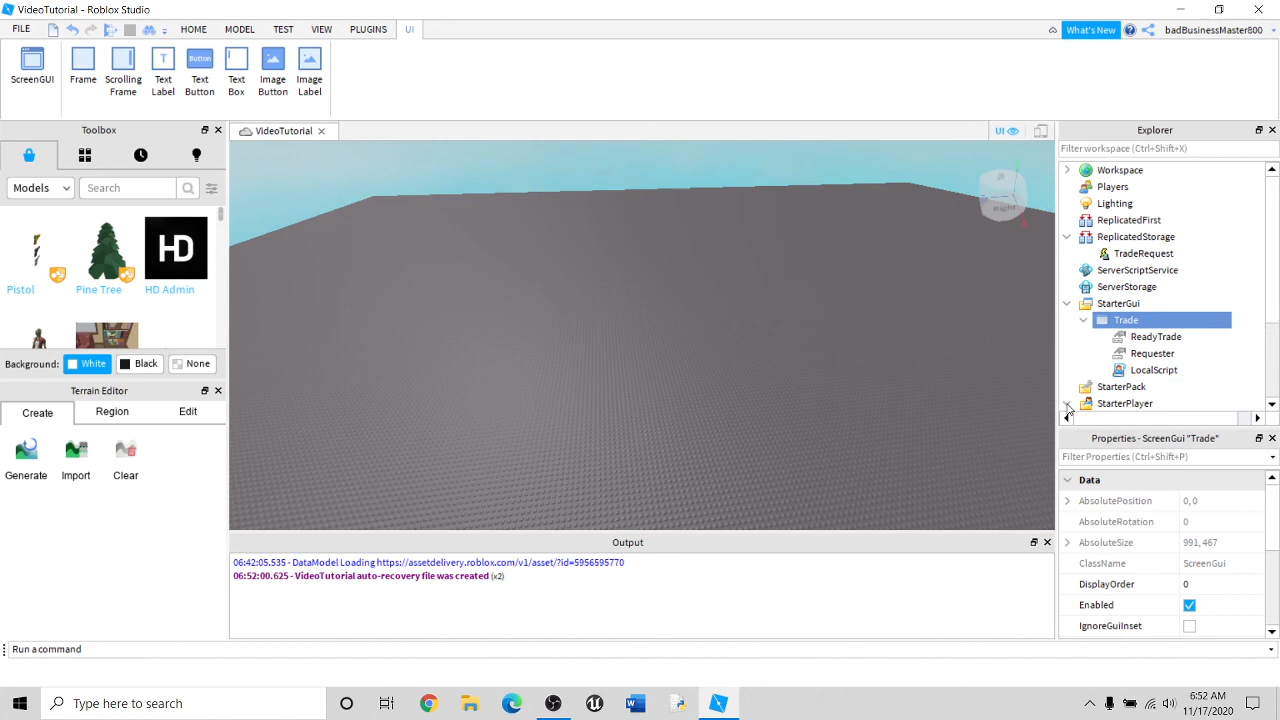 VideoTutorial - Roblox Studio
FILE HOME MODEL TEST VIEW PLUGINS UI What's New badBusinessMaster800
ScreenGUI Frame Scrolling Frame Text Label Button Text Button Text Box Image Button Image Label
Toolbox
VideoTutorial
UI
Explorer
Models Search
Filter workspace (Ctrl+Shift+X)
Workspace
Players
Lighting
ReplicatedFirst
ReplicatedStorage
TradeRequest
ServerScriptService
ServerStorage
StarterGui
Trade
ReadyTrade
Requester
LocalScript
StarterPack
StarterPlayer
HD
Pistol Pine Tree HD Admin
Right
Background: White Black None
Terrain Editor
Create Region Edit
Generate Import Clear
Properties - ScreenGui "Trade"
Filter Properties (Ctrl+Shift+P)
Data
AbsolutePosition 0, 0
AbsoluteRotation 0
AbsoluteSize 991, 467
ClassName ScreenGui
DisplayOrder 0
Enabled
IgnoreGuiInset
Output
06:42:05.535 - DataModel Loading https://assetdelivery.roblox.com/v1/asset/?id=5956595770
06:52:00.625 - VideoTutorial auto-recovery file was created (x2)
Run a command
Type here to search
6:52 AM
11/17/2020